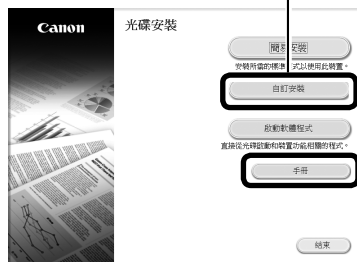 Canon
光碟安裝
簡易安裝
安裝所需的標準程式以使用此裝置。
自訂安裝
啟動軟體程式
直接從光碟啟動和裝置功能相關的程式。
手冊
結束